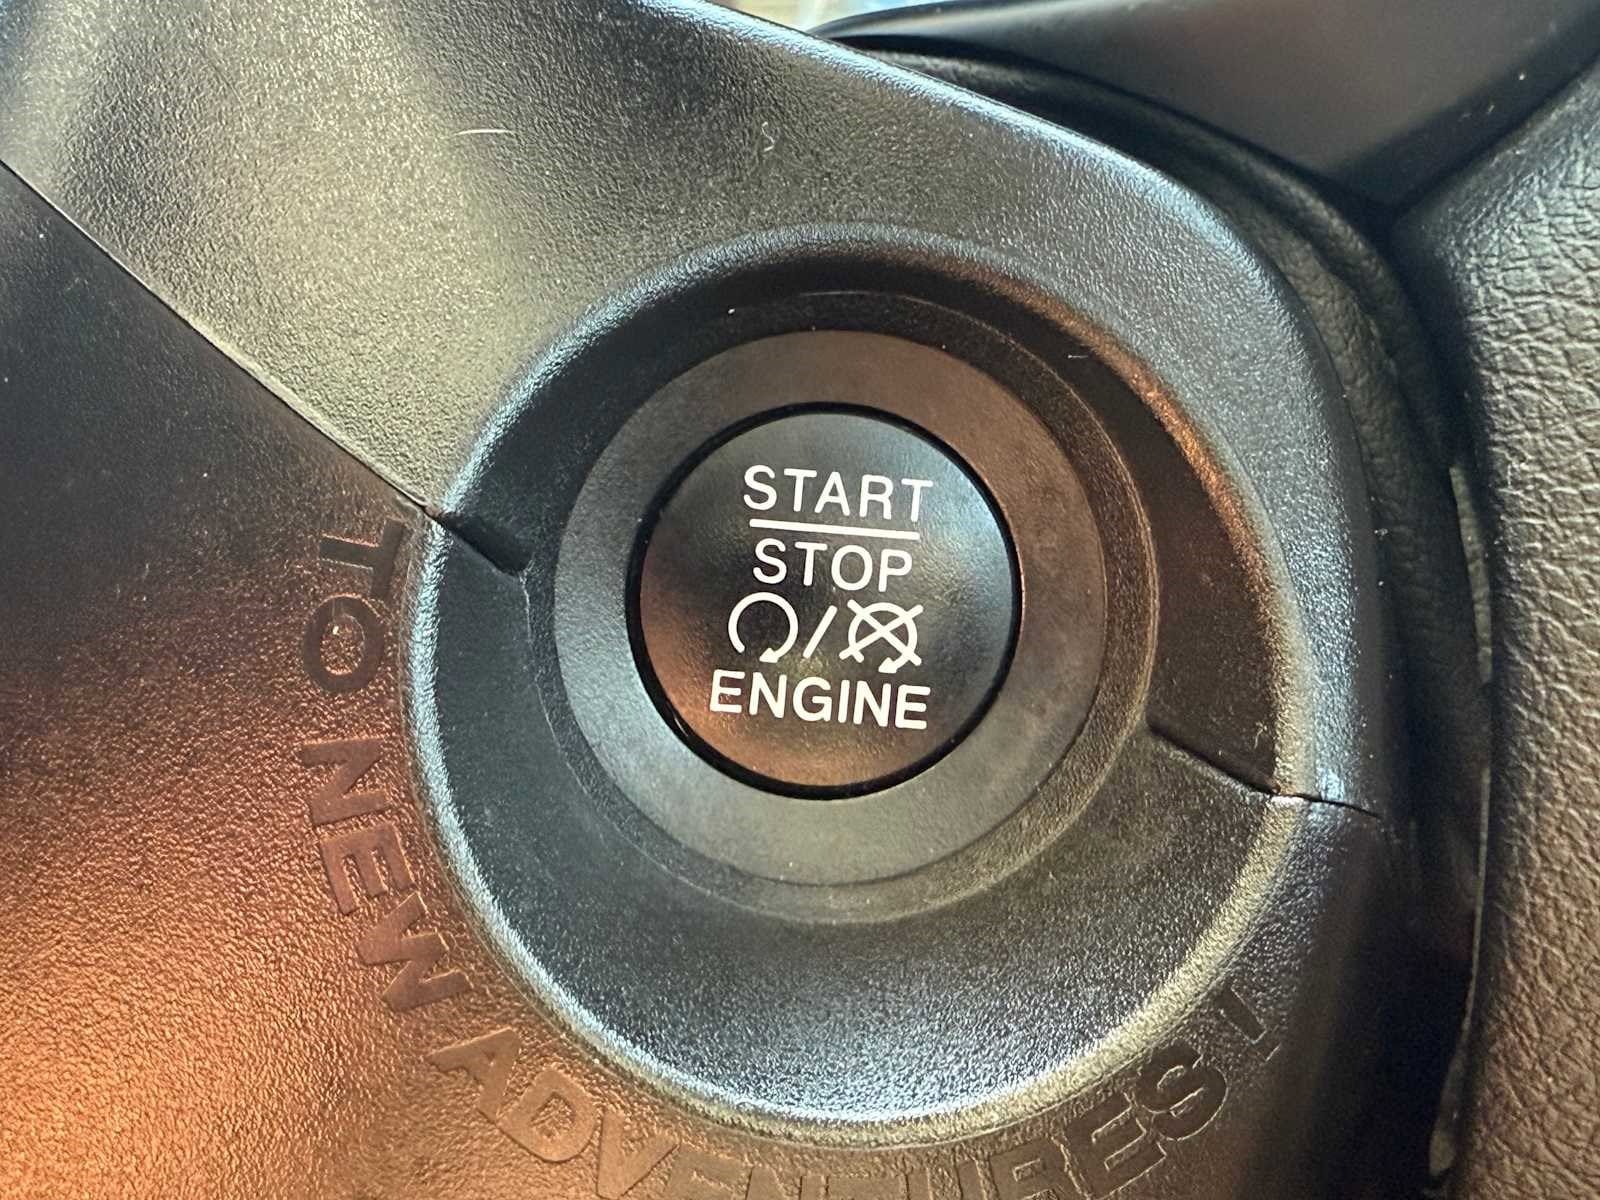 START
STOP
ENGINE
TO NEW ADVENTURES !